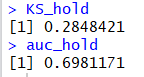 > KS_hold
[1] 0.2848421
> auc_hold
[1] 0.6981171